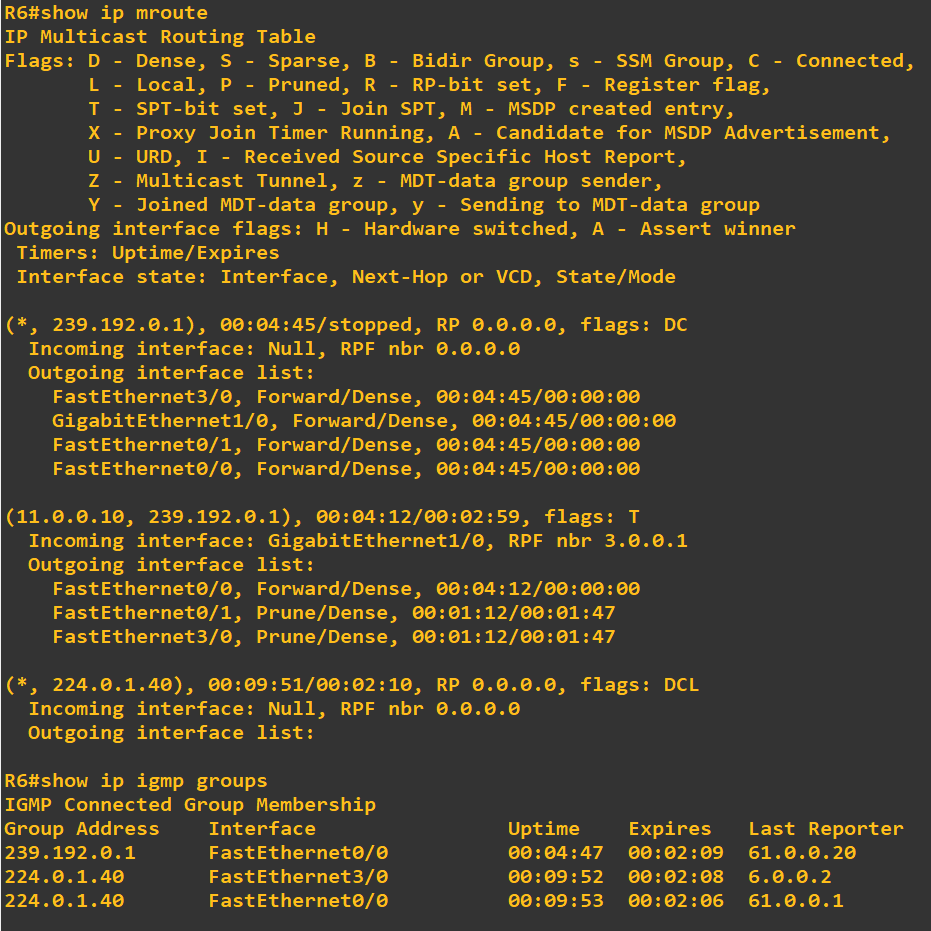 R6#show ip mroute
IP Multicast Routing Table
Flags: D - Dense, S - Sparse, B - Bidir Group, s - SSM Group, C - Connected,
       L - Local, P - Pruned, R - RP-bit set, F - Register flag,
       T - SPT-bit set, J - Join SPT, M - MSDP created entry,
       X - Proxy Join Timer Running, A - Candidate for MSDP Advertisement,
       U - URD, I - Received Source Specific Host Report,
       Z - Multicast Tunnel, z - MDT-data group sender,
       Y - Joined MDT-data group, y - Sending to MDT-data group
Outgoing interface flags: H - Hardware switched, A - Assert winner
 Timers: Uptime/Expires
 Interface state: Interface, Next-Hop or VCD, State/Mode

(*, 239.192.0.1), 00:04:45/stopped, RP 0.0.0.0, flags: DC
  Incoming interface: Null, RPF nbr 0.0.0.0
  Outgoing interface list:
    FastEthernet3/0, Forward/Dense, 00:04:45/00:00:00
    GigabitEthernet1/0, Forward/Dense, 00:04:45/00:00:00
    FastEthernet0/1, Forward/Dense, 00:04:45/00:00:00
    FastEthernet0/0, Forward/Dense, 00:04:45/00:00:00

(11.0.0.10, 239.192.0.1), 00:04:12/00:02:59, flags: T
  Incoming interface: GigabitEthernet1/0, RPF nbr 3.0.0.1
  Outgoing interface list:
    FastEthernet0/0, Forward/Dense, 00:04:12/00:00:00
    FastEthernet0/1, Prune/Dense, 00:01:12/00:01:47
    FastEthernet3/0, Prune/Dense, 00:01:12/00:01:47

(*, 224.0.1.40), 00:09:51/00:02:10, RP 0.0.0.0, flags: DCL
  Incoming interface: Null, RPF nbr 0.0.0.0
  Outgoing interface list:

R6#show ip igmp groups
IGMP Connected Group Membership
Group Address    Interface                Uptime    Expires   Last Reporter
239.192.0.1      FastEthernet0/0          00:04:47  00:02:09  61.0.0.20
224.0.1.40       FastEthernet3/0          00:09:52  00:02:08  6.0.0.2
224.0.1.40       FastEthernet0/0          00:09:53  00:02:06  61.0.0.1